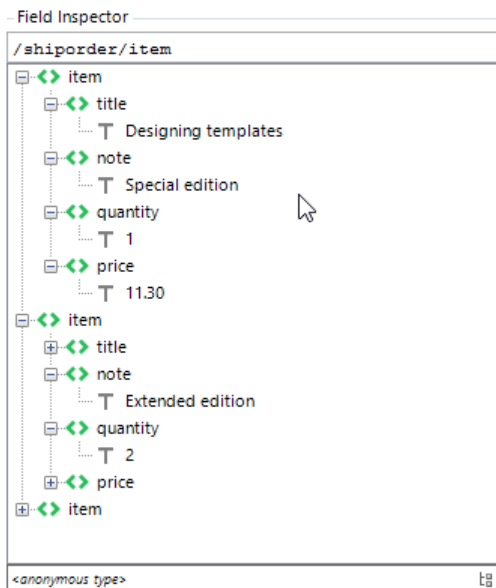 Field Inspector
/shiporder/item
item
title
Designing templates
note
Special edition
quantity
1
price
11.30
item
title
note
Extended edition
quantity
2
price
item
<anonymous type>